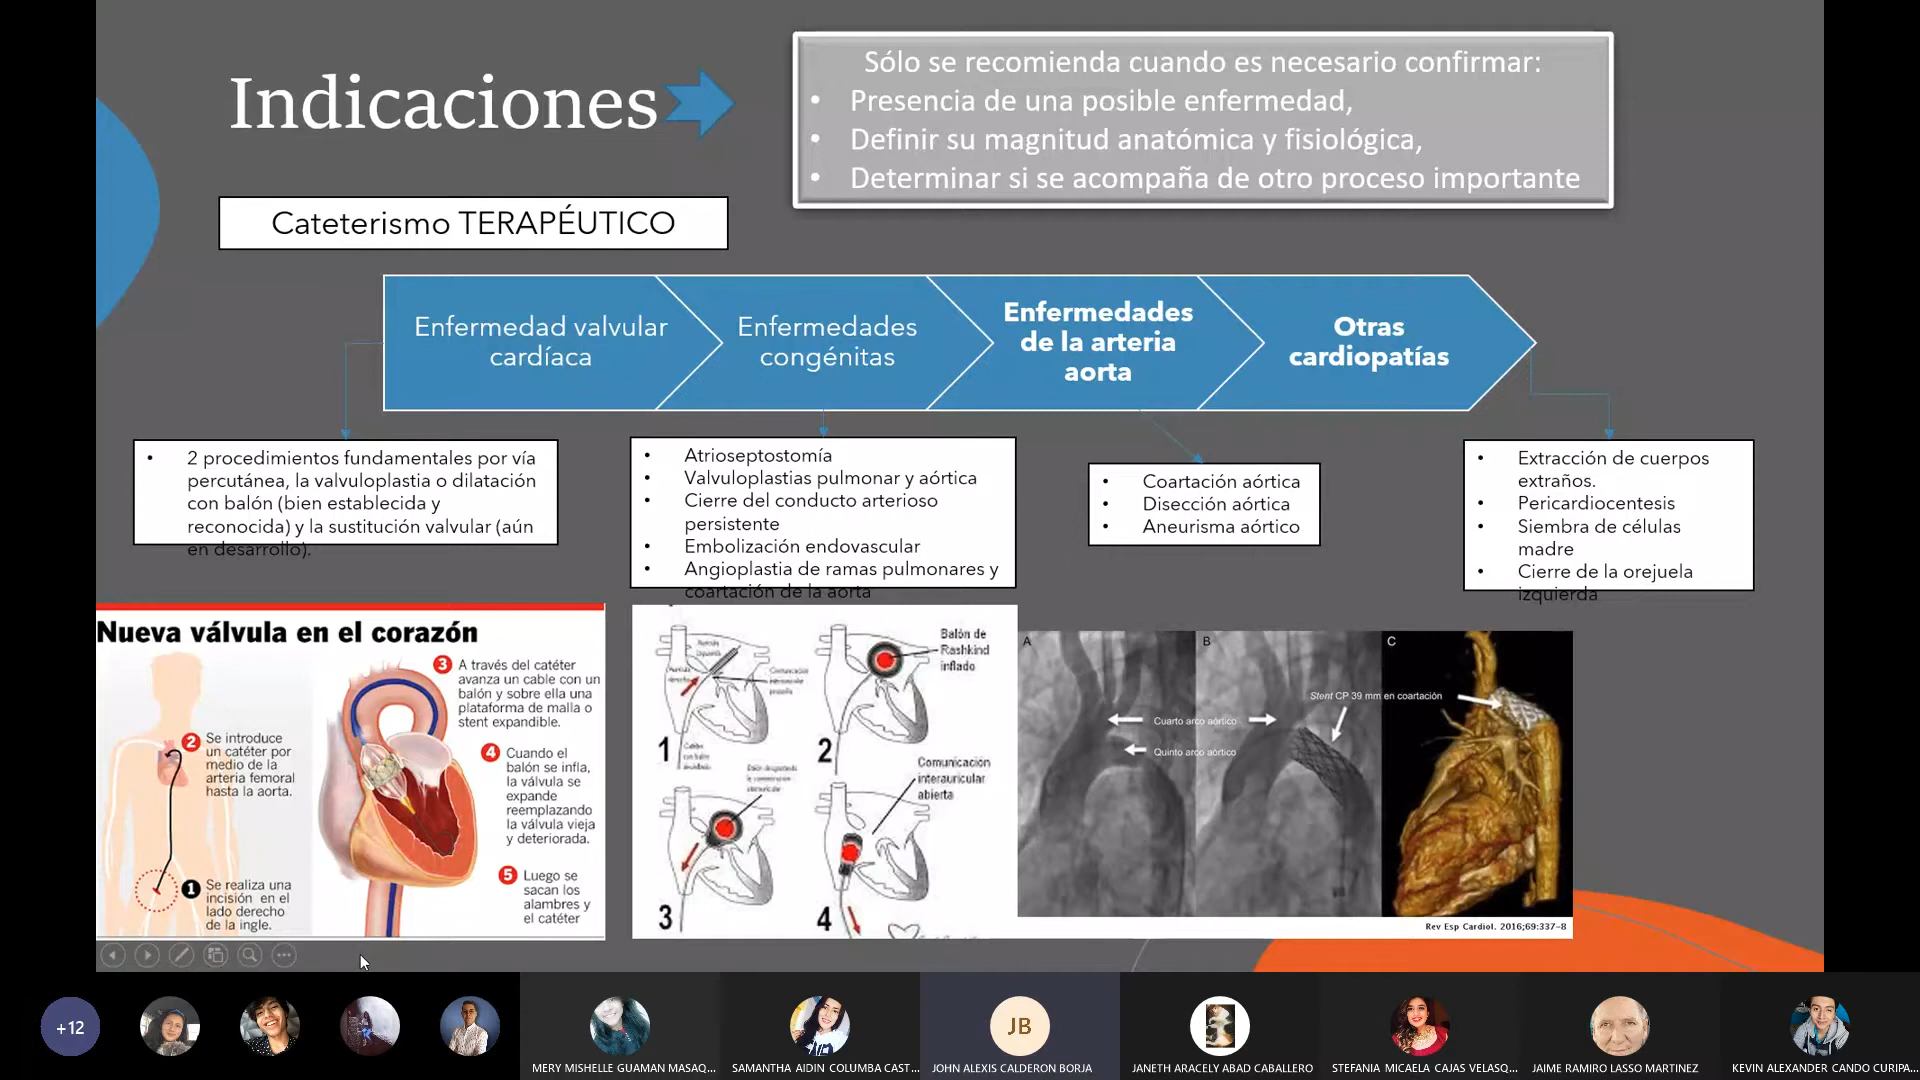 Indicaciones
Sólo se recomienda cuando es necesario confirmar:
• Presencia de una posible enfermedad,
• Definir su magnitud anatómica y fisiológica,
• Determinar si se acompaña de otro proceso importante
Cateterismo TERAPÉUTICO
Enfermedad valvular
cardíaca
Enfermedades
congénitas
Enfermedades
de la arteria
aorta
Otras
cardiopatías
• 2 procedimientos fundamentales por vía
percutánea, la valvuloplastia o dilatación
con balón (bien establecida y
reconocida) y la sustitución valvular (aún
en desarrollo).
• Atrioseptostomía
• Valvuloplastias pulmonar y aórtica
• Cierre del conducto arterioso
persistente
• Embolización endovascular
• Angioplastia de ramas pulmonares y
coartación de la aorta
• Coartación aórtica
• Disección aórtica
• Aneurisma aórtico
• Extracción de cuerpos
extraños.
• Pericardiocentesis
• Siembra de células
madre
• Cierre de la orejuela
izquierda
Nueva válvula en el corazón
3 A través del catéter
avanza un cable con un
balón y sobre ella una
plataforma de malla o
stent expandible.
2 Se introduce
un catéter por
medio de la
arteria femoral
hasta la aorta.
4 Cuando el
balón se infla,
la válvula se
expande
reemplazando
la válvula vieja
y deteriorada.
1 Se realiza una
incisión en el
lado derecho
de la ingle.
5 Luego se
sacan los
alambres y
el catéter
1
2
Balón de
Rashkind
inflado
3
4
Comunicación
interauricular
abierta
A
B
C
Stent CP 39 mm en coartación
Cuarto arco aórtico
Quinto arco aórtico
Rev Esp Cardiol. 2016;69:337-8
+12
JB
MERY MISHELLE GUAMAN MASAQ...
SAMANTHA AIDIN COLUMBA CAST...
JOHN ALEXIS CALDERON BORJA
JANETH ARACELY ABAD CABALLERO
STEFANIA MICAELA CAJAS VELASQ...
JAIME RAMIRO LASSO MARTINEZ
KEVIN ALEXANDER CANDO CURIPA...